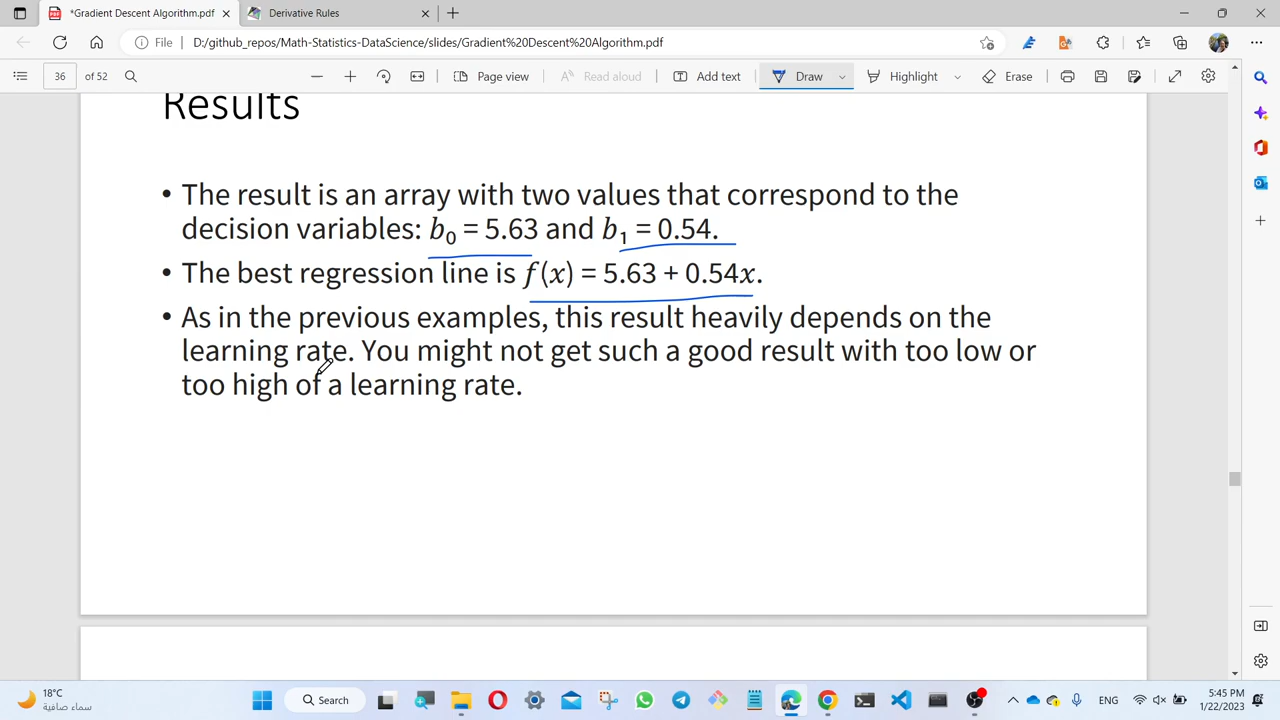 *Gradient Descent Algorithm.pdf
Derivative Rules
File D:/github_repos/Math-Statistics-DataScience/slides/Gradient%20Descent%20Algorithm.pdf
36 of 52 Page view Read aloud Add text Draw Highlight Erase
Results
• The result is an array with two values that correspond to the
decision variables: b₀ = 5.63 and b₁ = 0.54.
• The best regression line is f(x) = 5.63 + 0.54x.
• As in the previous examples, this result heavily depends on the
learning rate. You might not get such a good result with too low or
too high of a learning rate.
18°C
سماء صافية
Search
ENG
5:45 PM
1/22/2023